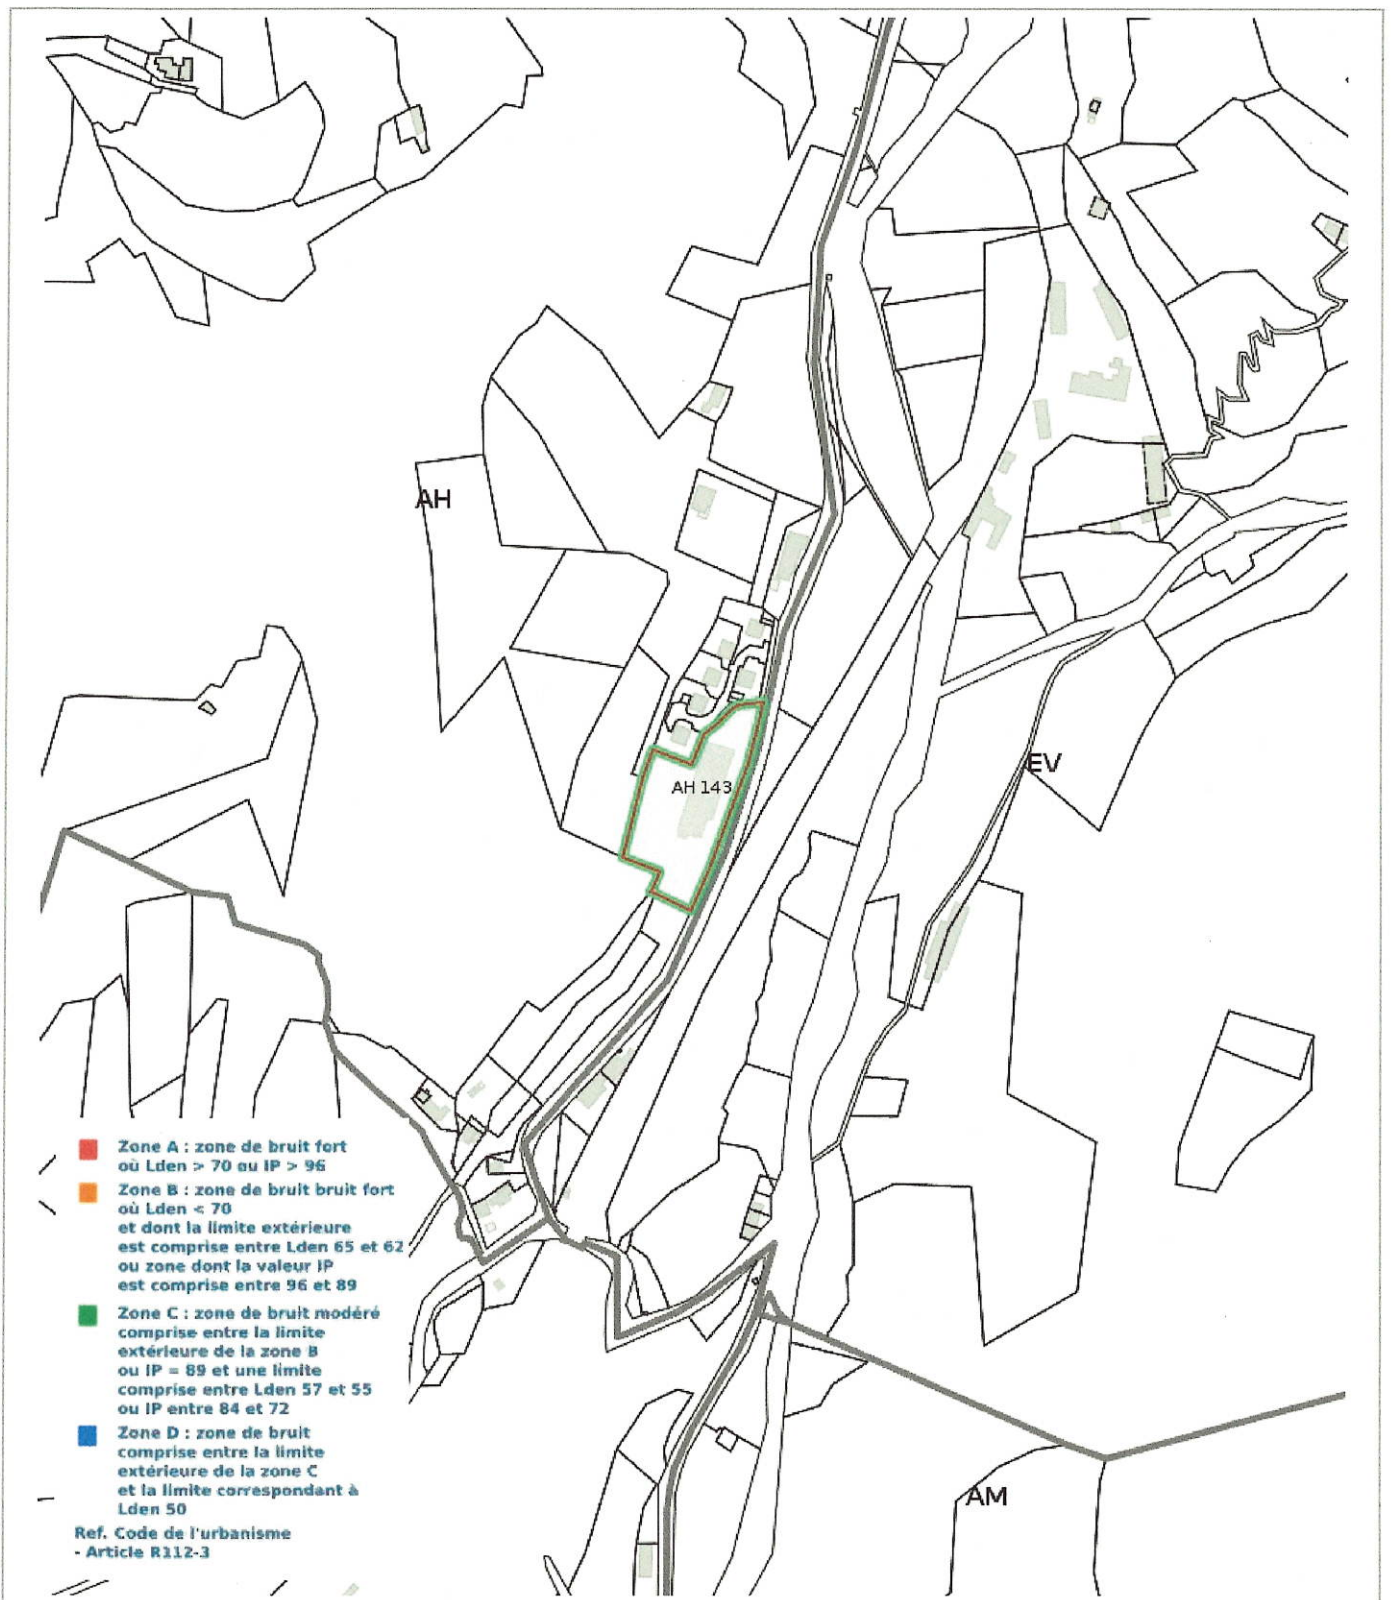 AH
AH 143
EV
Zone A : zone de bruit fort
où Lden > 70 ou IP > 96
Zone B : zone de bruit bruit fort
où Lden < 70
et dont la limite extérieure
est comprise entre Lden 65 et 62
ou zone dont la valeur IP
est comprise entre 96 et 89
Zone C : zone de bruit modéré
comprise entre la limite
extérieure de la zone B
ou IP = 89 et une limite
comprise entre Lden 57 et 55
ou IP entre 84 et 72
Zone D : zone de bruit
comprise entre la limite
extérieure de la zone C
et la limite correspondant à
Lden 50
Ref. Code de l'urbanisme
- Article R112-3
AM